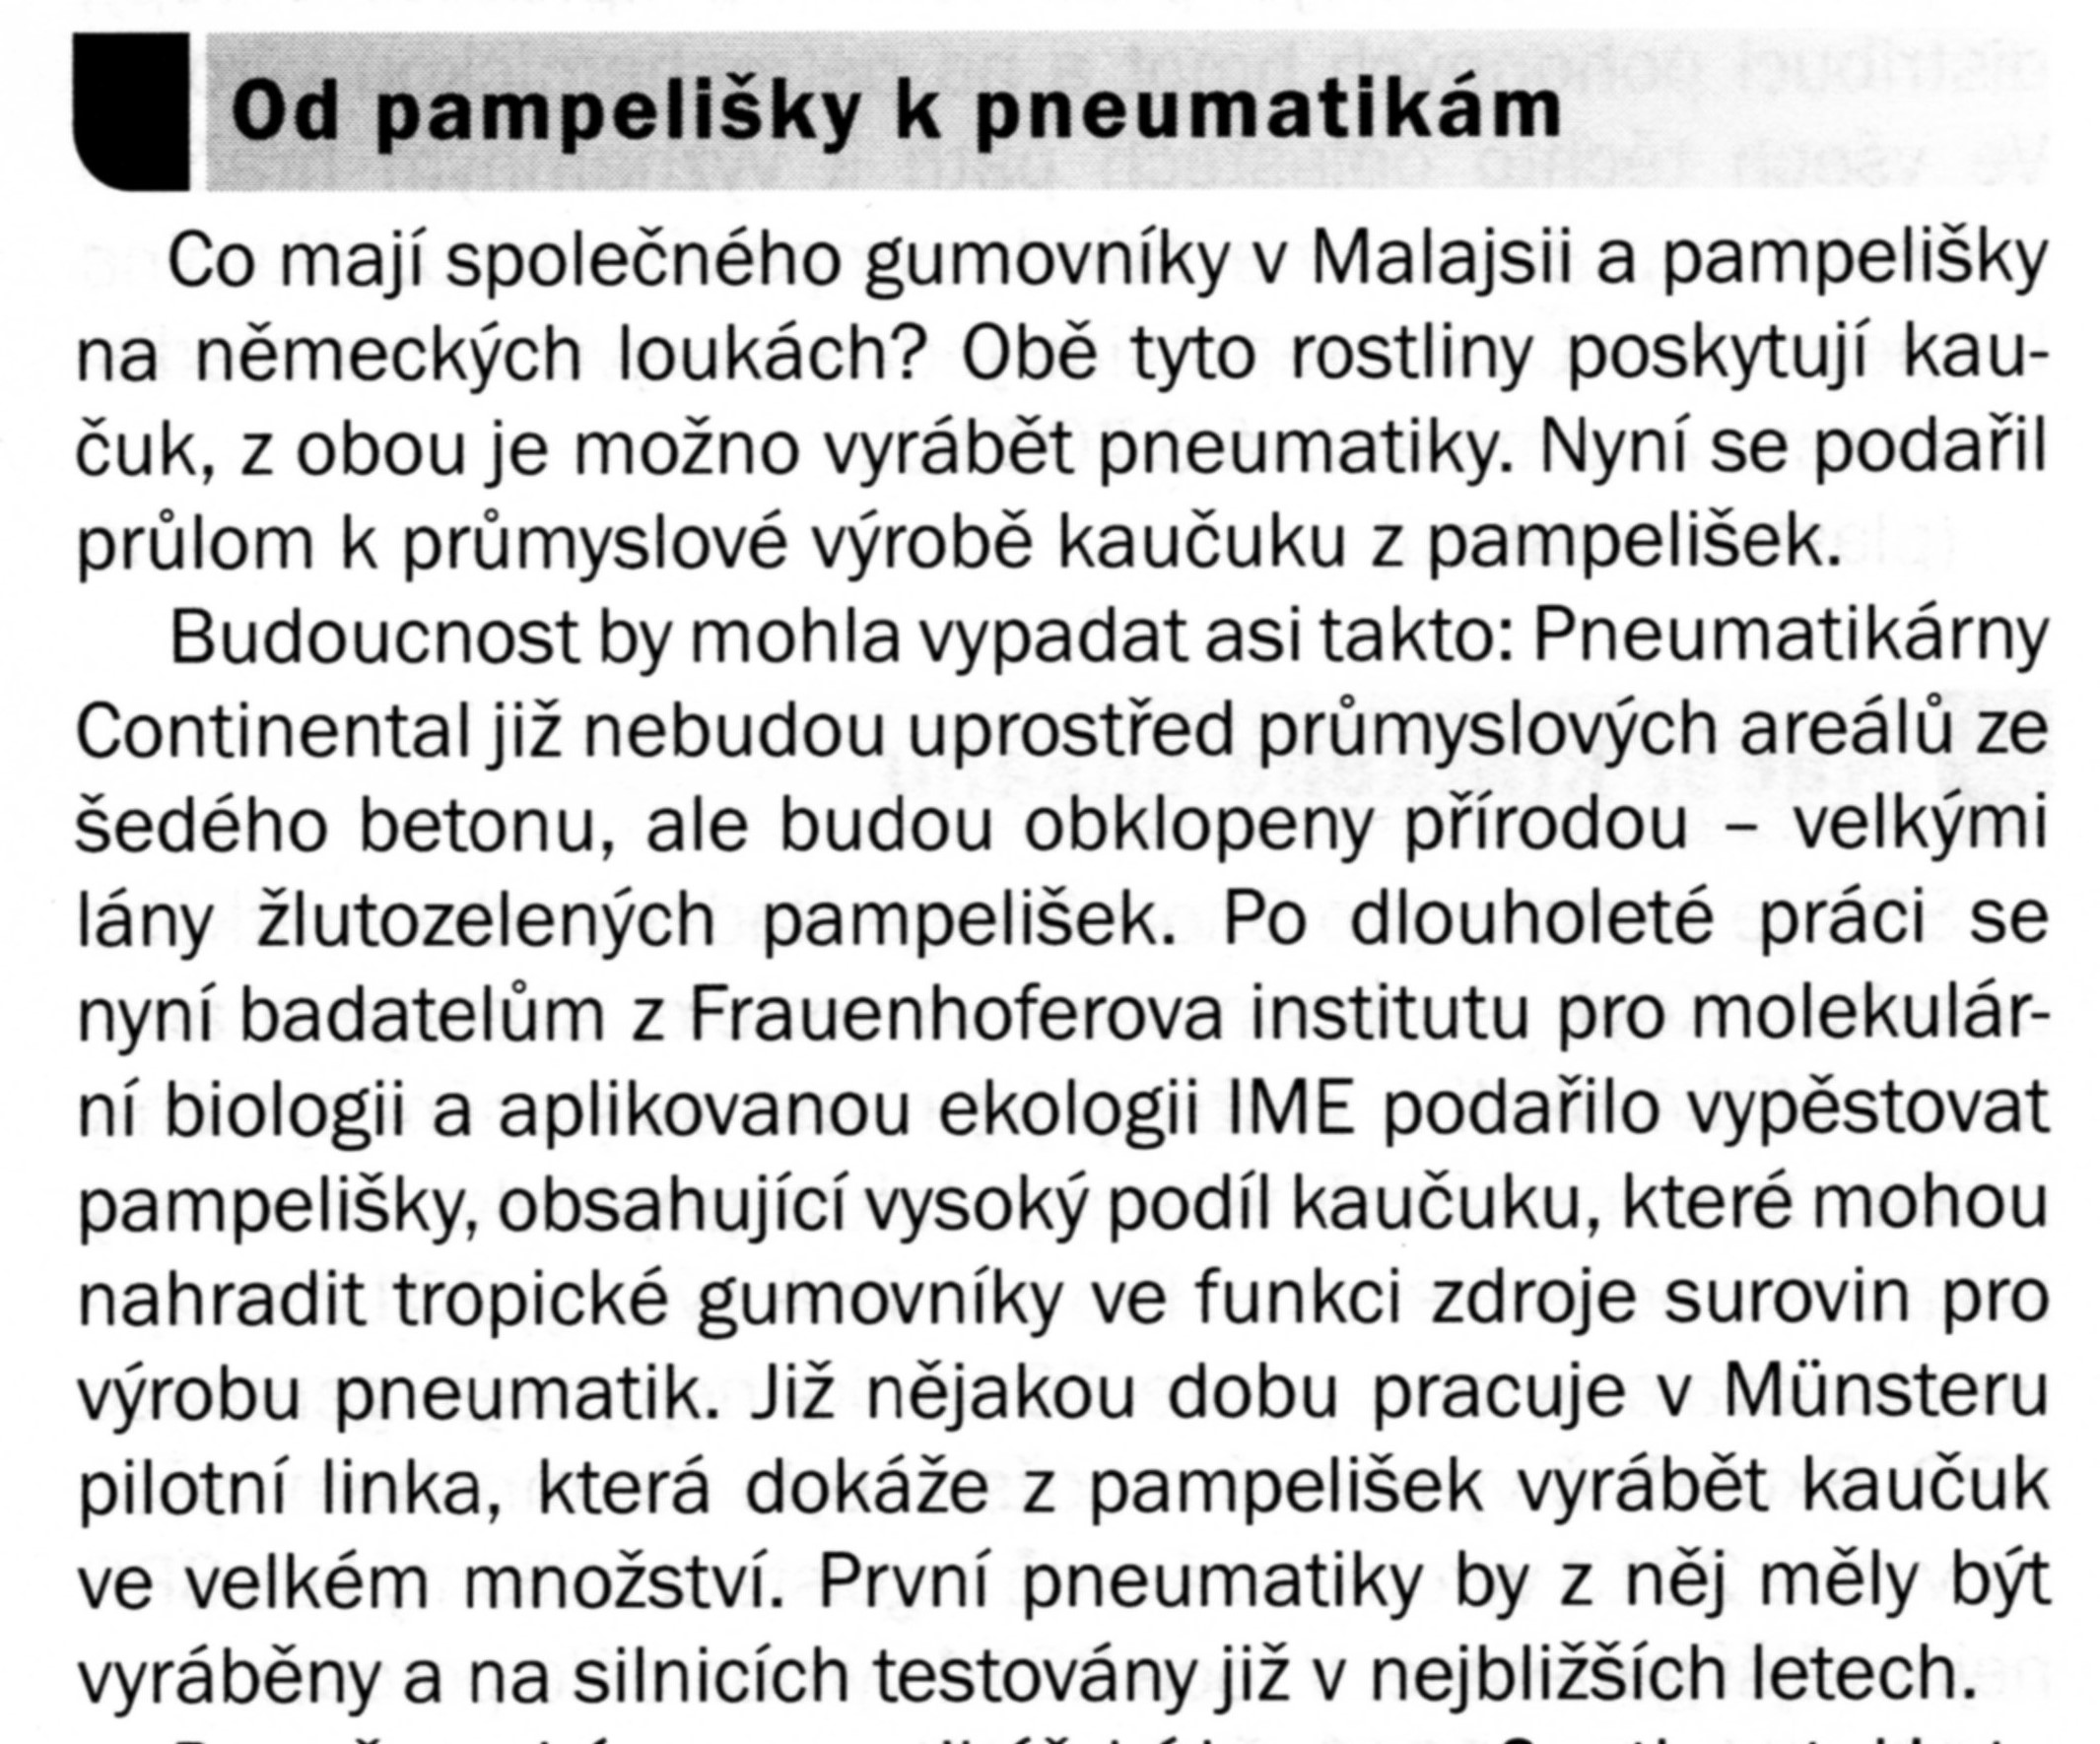 Od pampelišky k pneumatikám
Co mají společného gumovníky v Malajsii a pampelišky
na německých loukách? Obě tyto rostliny poskytují kau-
čuk, z obou je možno vyrábět pneumatiky. Nyní se podařil
průlom k průmyslové výrobě kaučuku z pampelišek.
Budoucnost by mohla vypadat asi takto: Pneumatikárny
Continental již nebudou uprostřed průmyslových areálů ze
šedého betonu, ale budou obklopeny přírodou – velkými
lány žlutozelených pampelišek. Po dlouholeté práci se
nyní badatelům z Frauenhoferova institutu pro molekulár-
ní biologii a aplikovanou ekologii IME podařilo vypěstovat
pampelišky, obsahující vysoký podíl kaučuku, které mohou
nahradit tropické gumovníky ve funkci zdroje surovin pro
výrobu pneumatik. Již nějakou dobu pracuje v Münsteru
pilotní linka, která dokáže z pampelišek vyrábět kaučuk
ve velkém množství. První pneumatiky by z něj měly být
vyráběny a na silnicích testovány již v nejbližších letech.